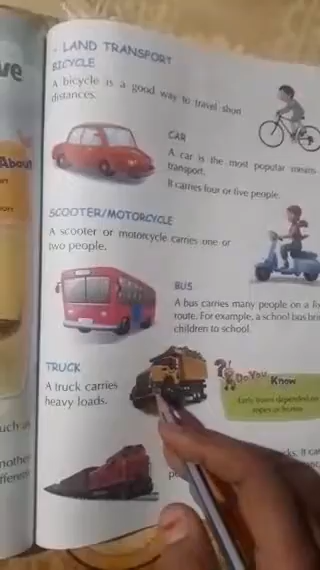 ve
About
LAND TRANSPORT
BICYCLE
A bicycle is a good way to travel short
distances.
CAR
A car is the most popular means
transport.
It carries four or five people.
SCOOTER/MOTORCYCLE
A scooter or motorcycle carries one or
two people.
BUS
A bus carries many people on a
route. For example, a school bus
children to school.
TRUCK
A truck carries
heavy loads.
Do You Know